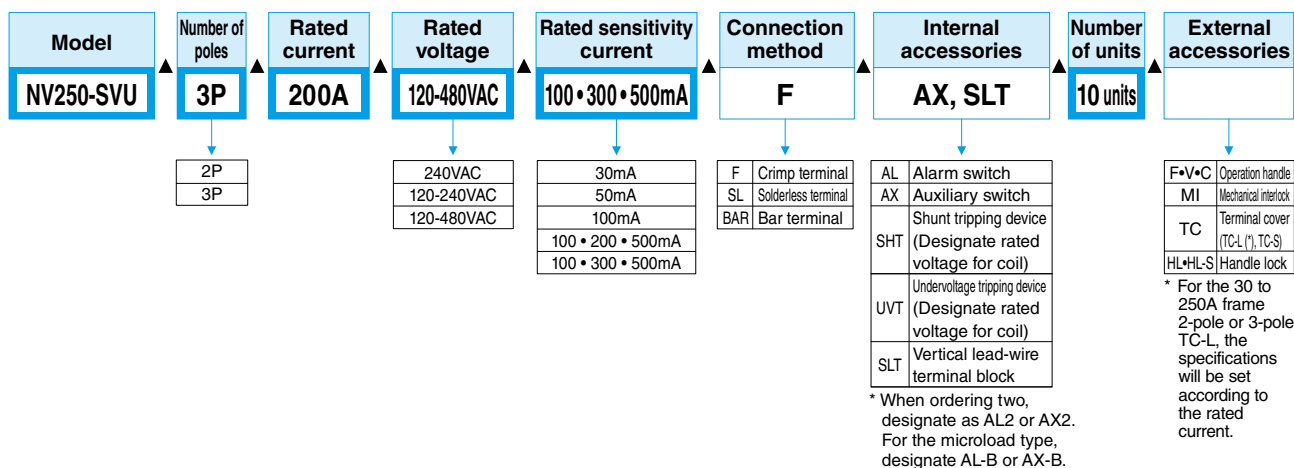 Model
Number of
poles
Rated
current
Rated
voltage
Rated sensitivity
current
Connection
method
Internal
accessories
Number
of units
External
accessories
NV250-SVU
3P
200A
120-480VAC
100•300•500mA
F
AX, SLT
10 units
2P
3P
240VAC
120-240VAC
120-480VAC
30mA
50mA
100mA
100 • 200 • 500mA
100 • 300 • 500mA
F Crimp terminal
SL Solderless terminal
BAR Bar terminal
AL Alarm switch
AX Auxiliary switch
SHT Shunt tripping device
(Designate rated
voltage for coil)
UVT Undervoltage tripping device
(Designate rated
voltage for coil)
SLT Vertical lead-wire
terminal block
* When ordering two,
designate as AL2 or AX2.
For the microload type,
designate AL-B or AX-B.
F•V•C Operation handle
MI Mechanical interlock
TC Terminal cover
(TC-L (*), TC-S)
HL•HL-S Handle lock
* For the 30 to
250A frame
2-pole or 3-pole
TC-L, the
specifications
will be set
according to
the rated
current.